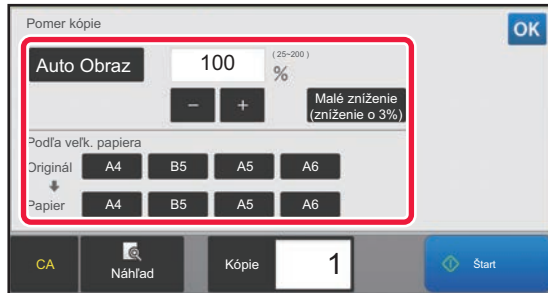 Pomer kópie
OK
Auto Obraz 100 (25~200) %
− +
Malé zníženie
(zníženie o 3%)
Podľa veľk. papiera
Originál A4 B5 A5 A6
Papier A4 B5 A5 A6
CA Náhľad Kópie 1 Štart